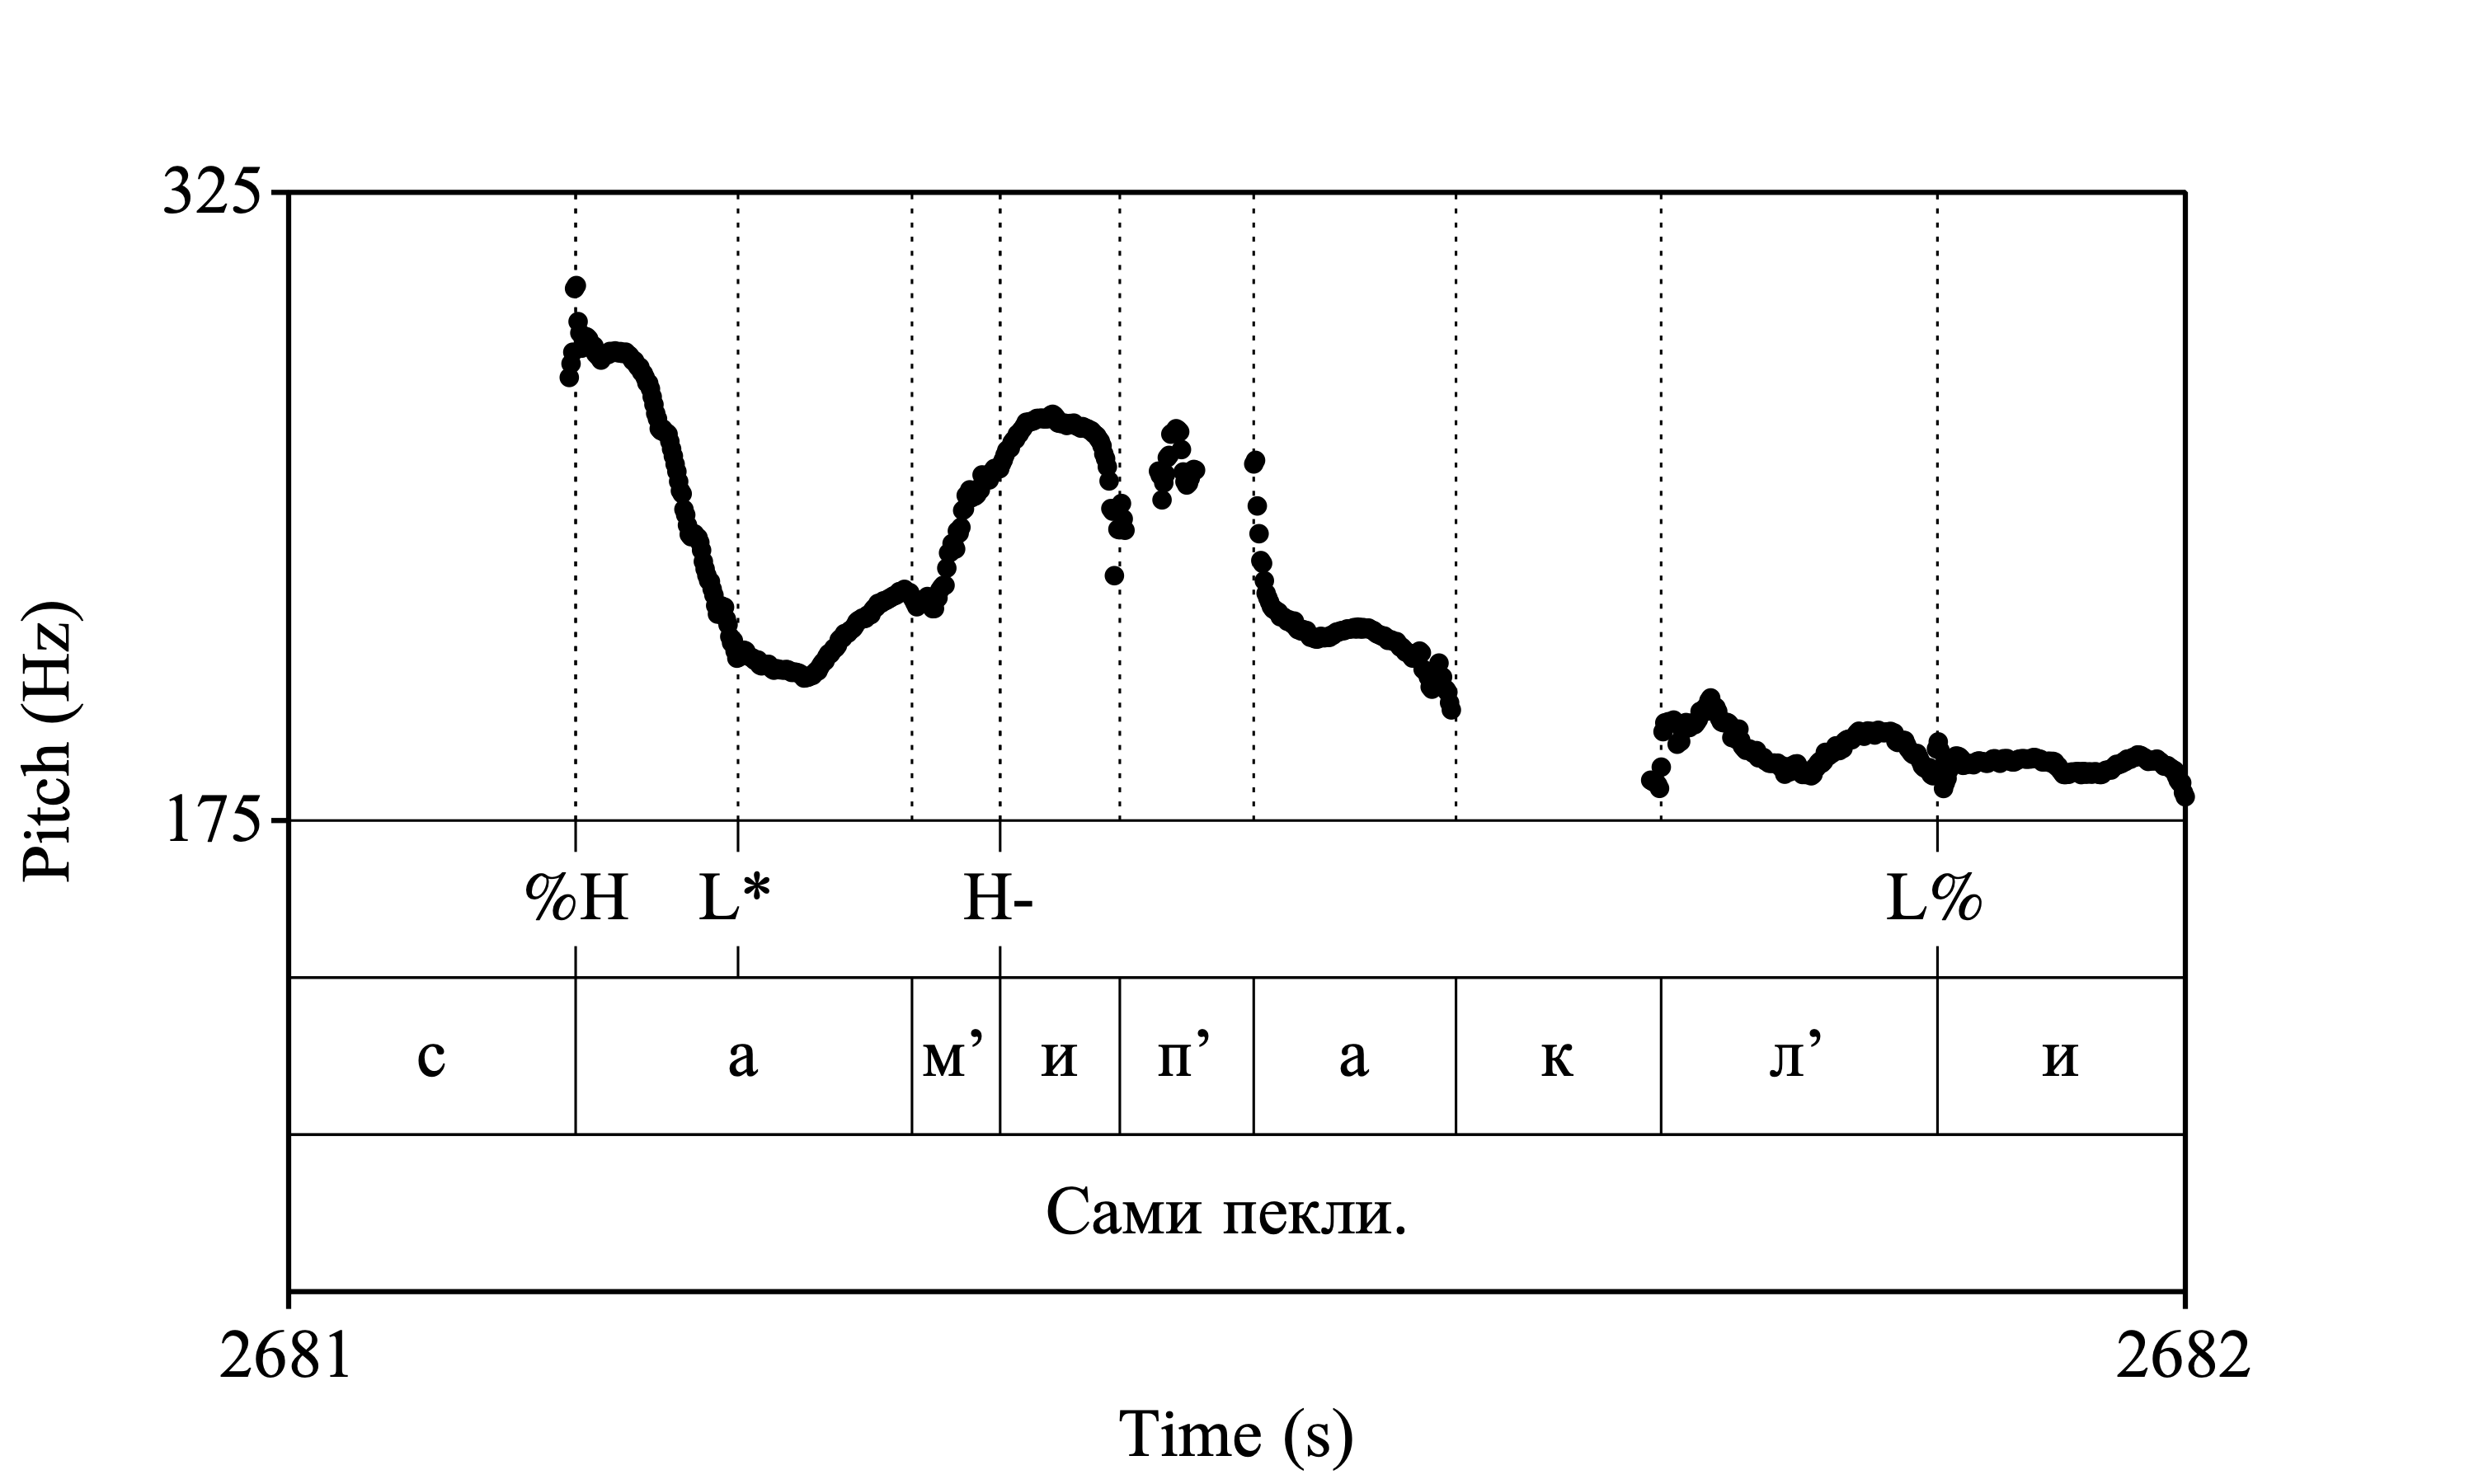 325
Pitch (Hz)
175
%H L* H- L%
с а м’ и п’ а к л’ и
Сами пекли.
2681 2682
Time (s)